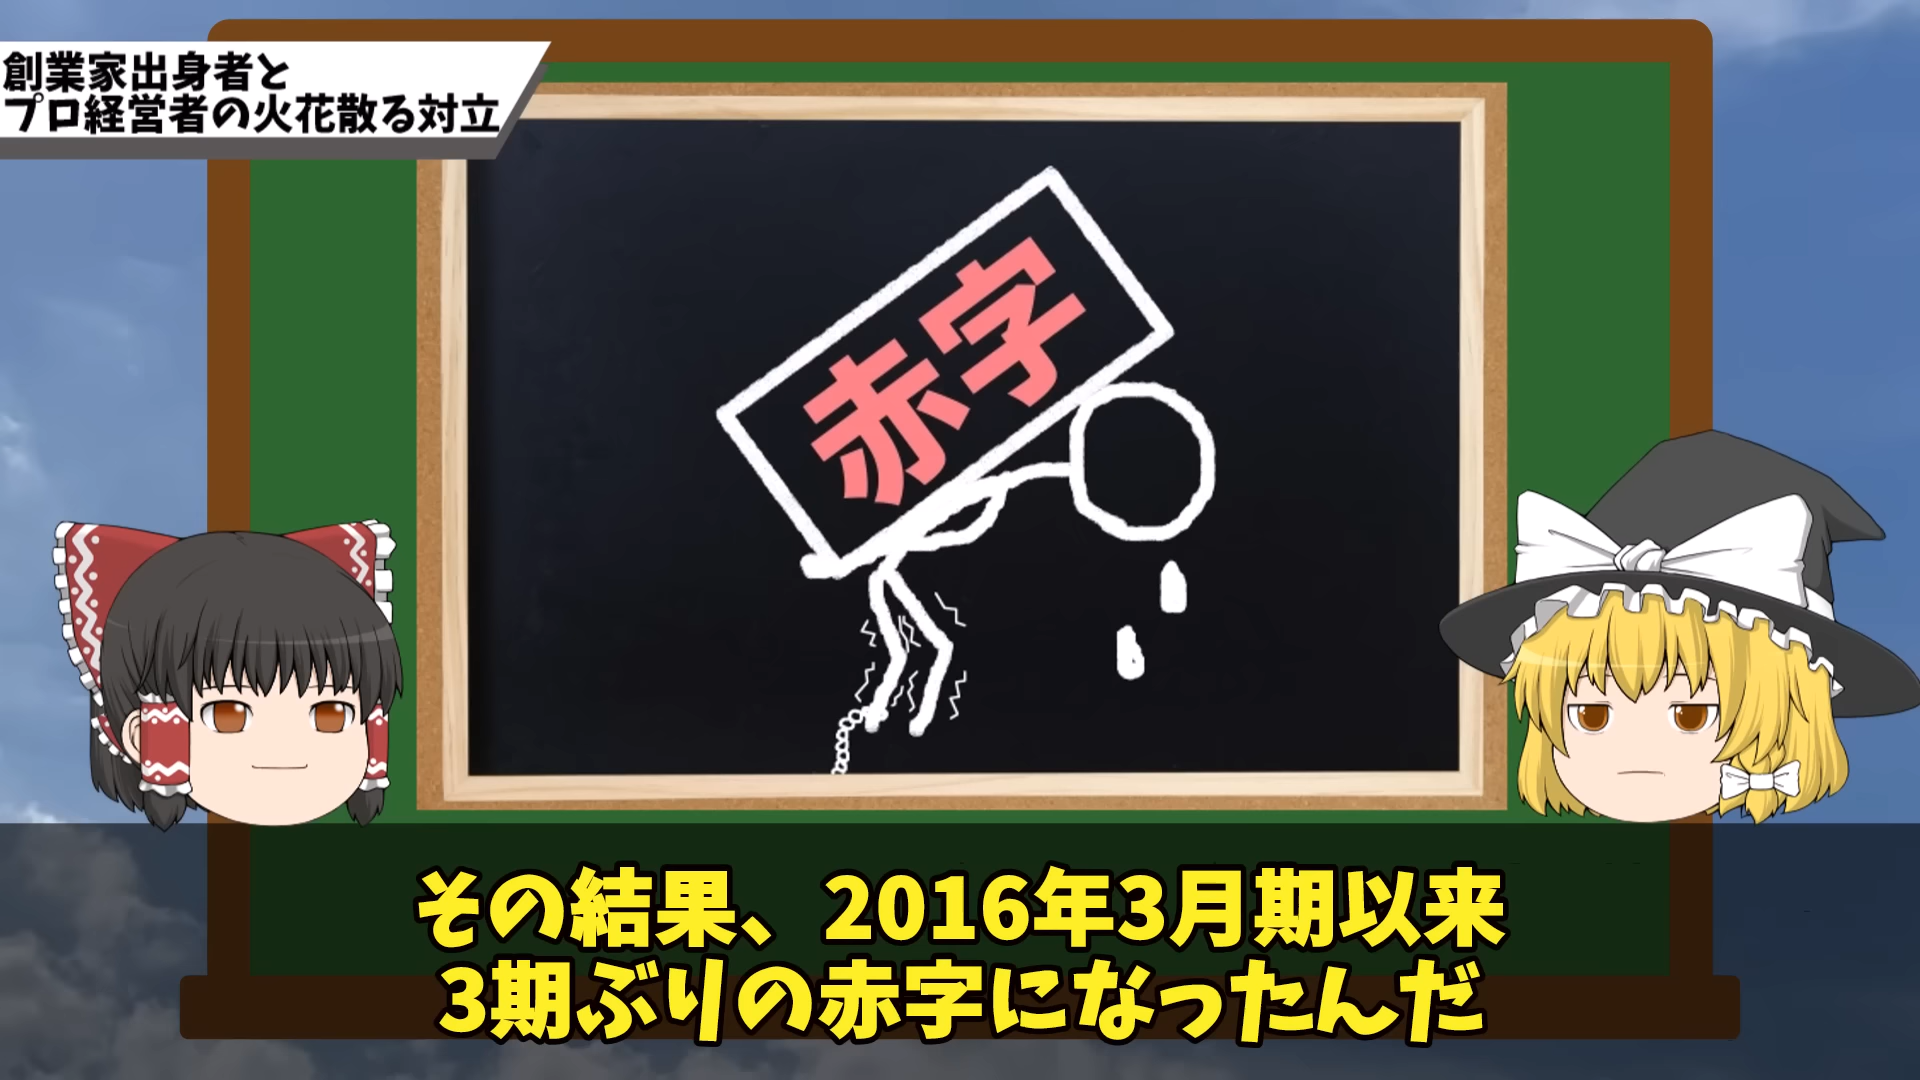 創業家出身者と
プロ経営者の火花散る対立
赤字
その結果、2016年3月期以来
3期ぶりの赤字になったんだ